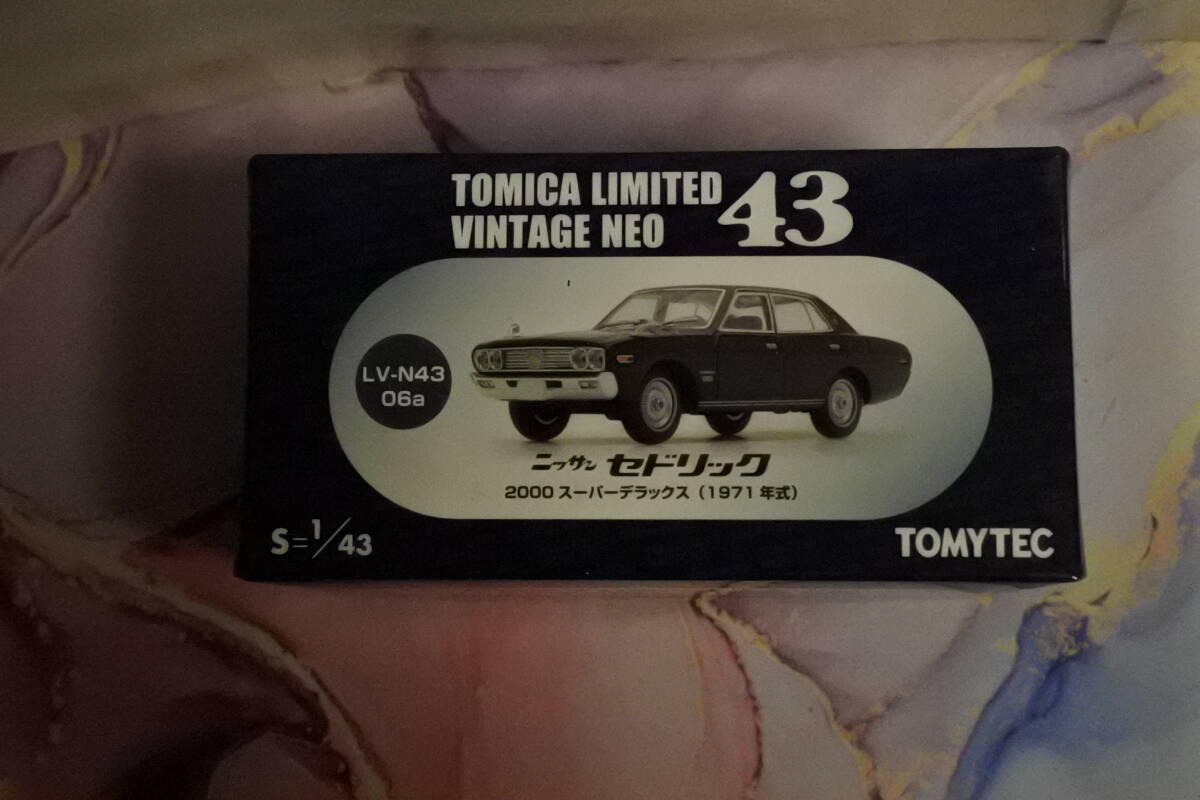 TOMICA LIMITED
VINTAGE NEO 43
LV-N43
06a
ニッサン セドリック
2000 スーパーデラックス（1971 年式）
S=1/43
TOMYTEC